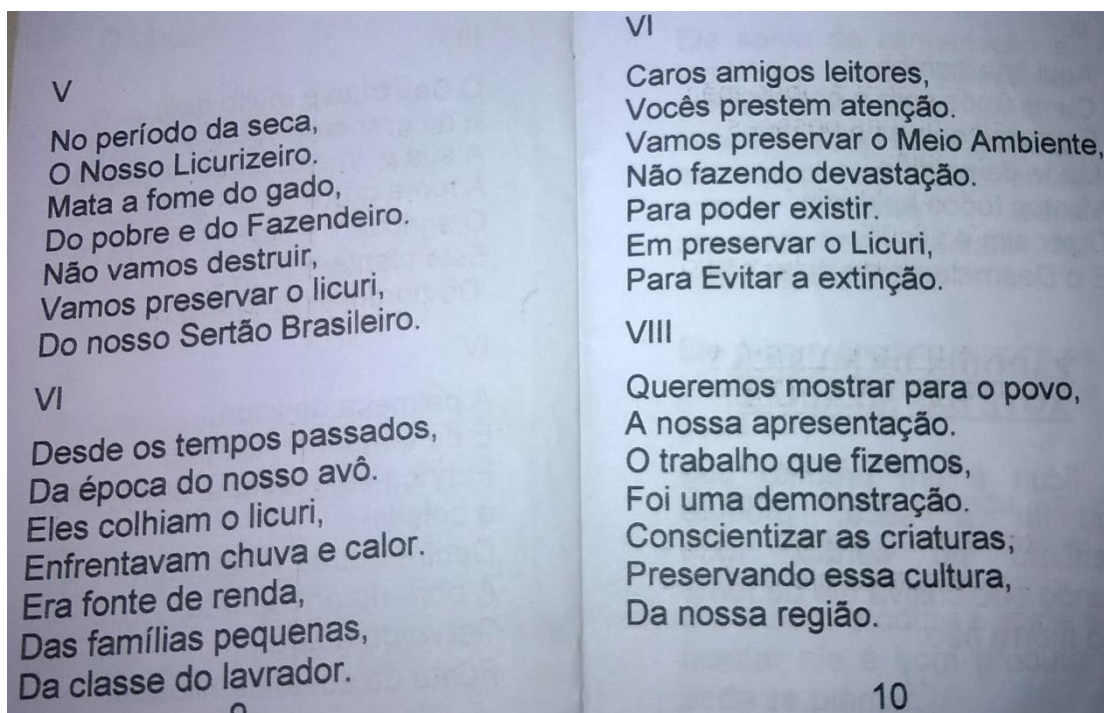 V
No período da seca,
O Nosso Licurizeiro.
Mata a fome do gado,
Do pobre e do Fazendeiro.
Não vamos destruir,
Vamos preservar o licuri,
Do nosso Sertão Brasileiro.
VI
Desde os tempos passados,
Da época do nosso avô.
Eles colhiam o licuri,
Enfrentavam chuva e calor.
Era fonte de renda,
Das famílias pequenas,
Da classe do lavrador.
VI
Caros amigos leitores,
Vocês prestem atenção.
Vamos preservar o Meio Ambiente,
Não fazendo devastação.
Para poder existir.
Em preservar o Licuri,
Para Evitar a extinção.
VIII
Queremos mostrar para o povo,
A nossa apresentação.
O trabalho que fizemos,
Foi uma demonstração.
Conscientizar as criaturas;
Preservando essa cultura,
Da nossa região.
10